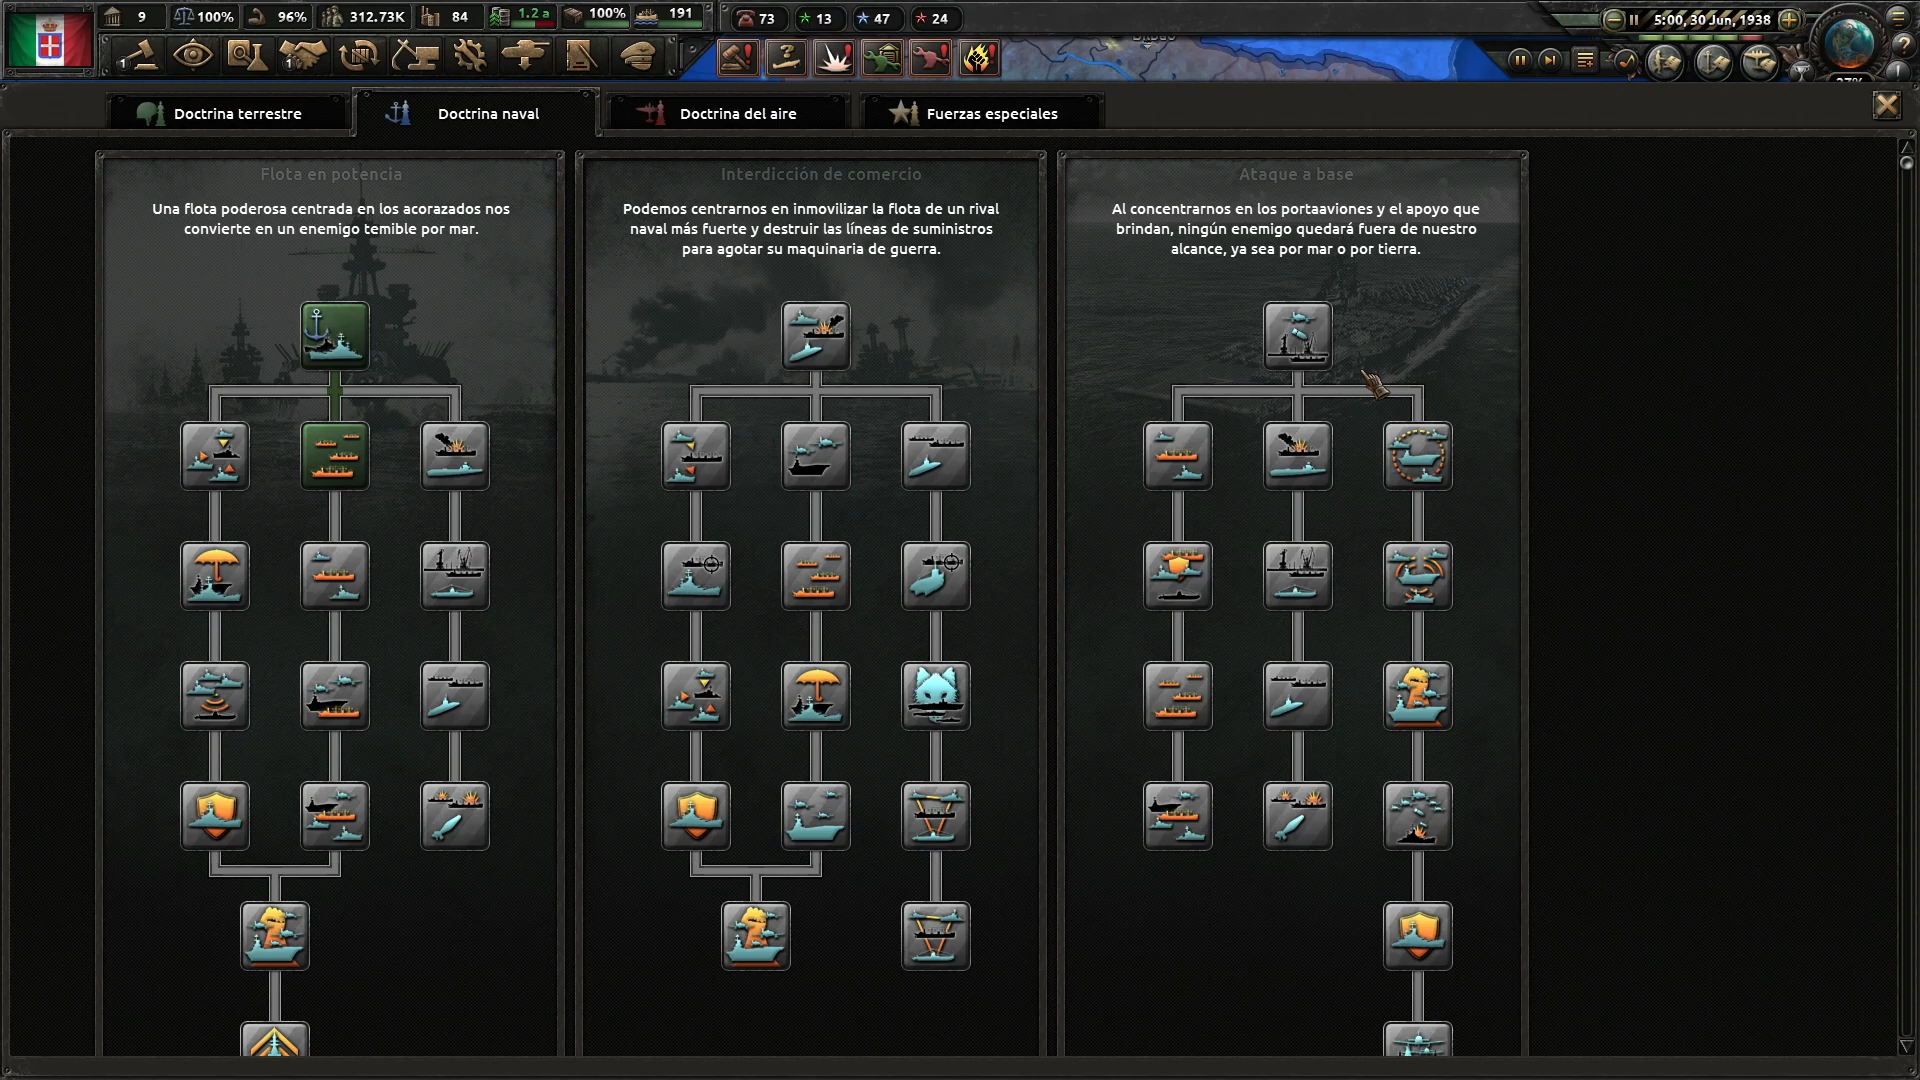 9
100%
96%
312.73K
84
1.2 a
100%
191
73
13
47
24
5:00, 30 Jun, 1938
1
1
Doctrina terrestre
Doctrina naval
Doctrina del aire
Fuerzas especiales
Flota en potencia
Una flota poderosa centrada en los acorazados nos
convierte en un enemigo temible por mar.
Interdicción de comercio
Podemos centrarnos en inmovilizar la flota de un rival
naval más fuerte y destruir las líneas de suministros
para agotar su maquinaria de guerra.
Ataque a base
Al concentrarnos en los portaaviones y el apoyo que
brindan, ningún enemigo quedará fuera de nuestro
alcance, ya sea por mar o por tierra.